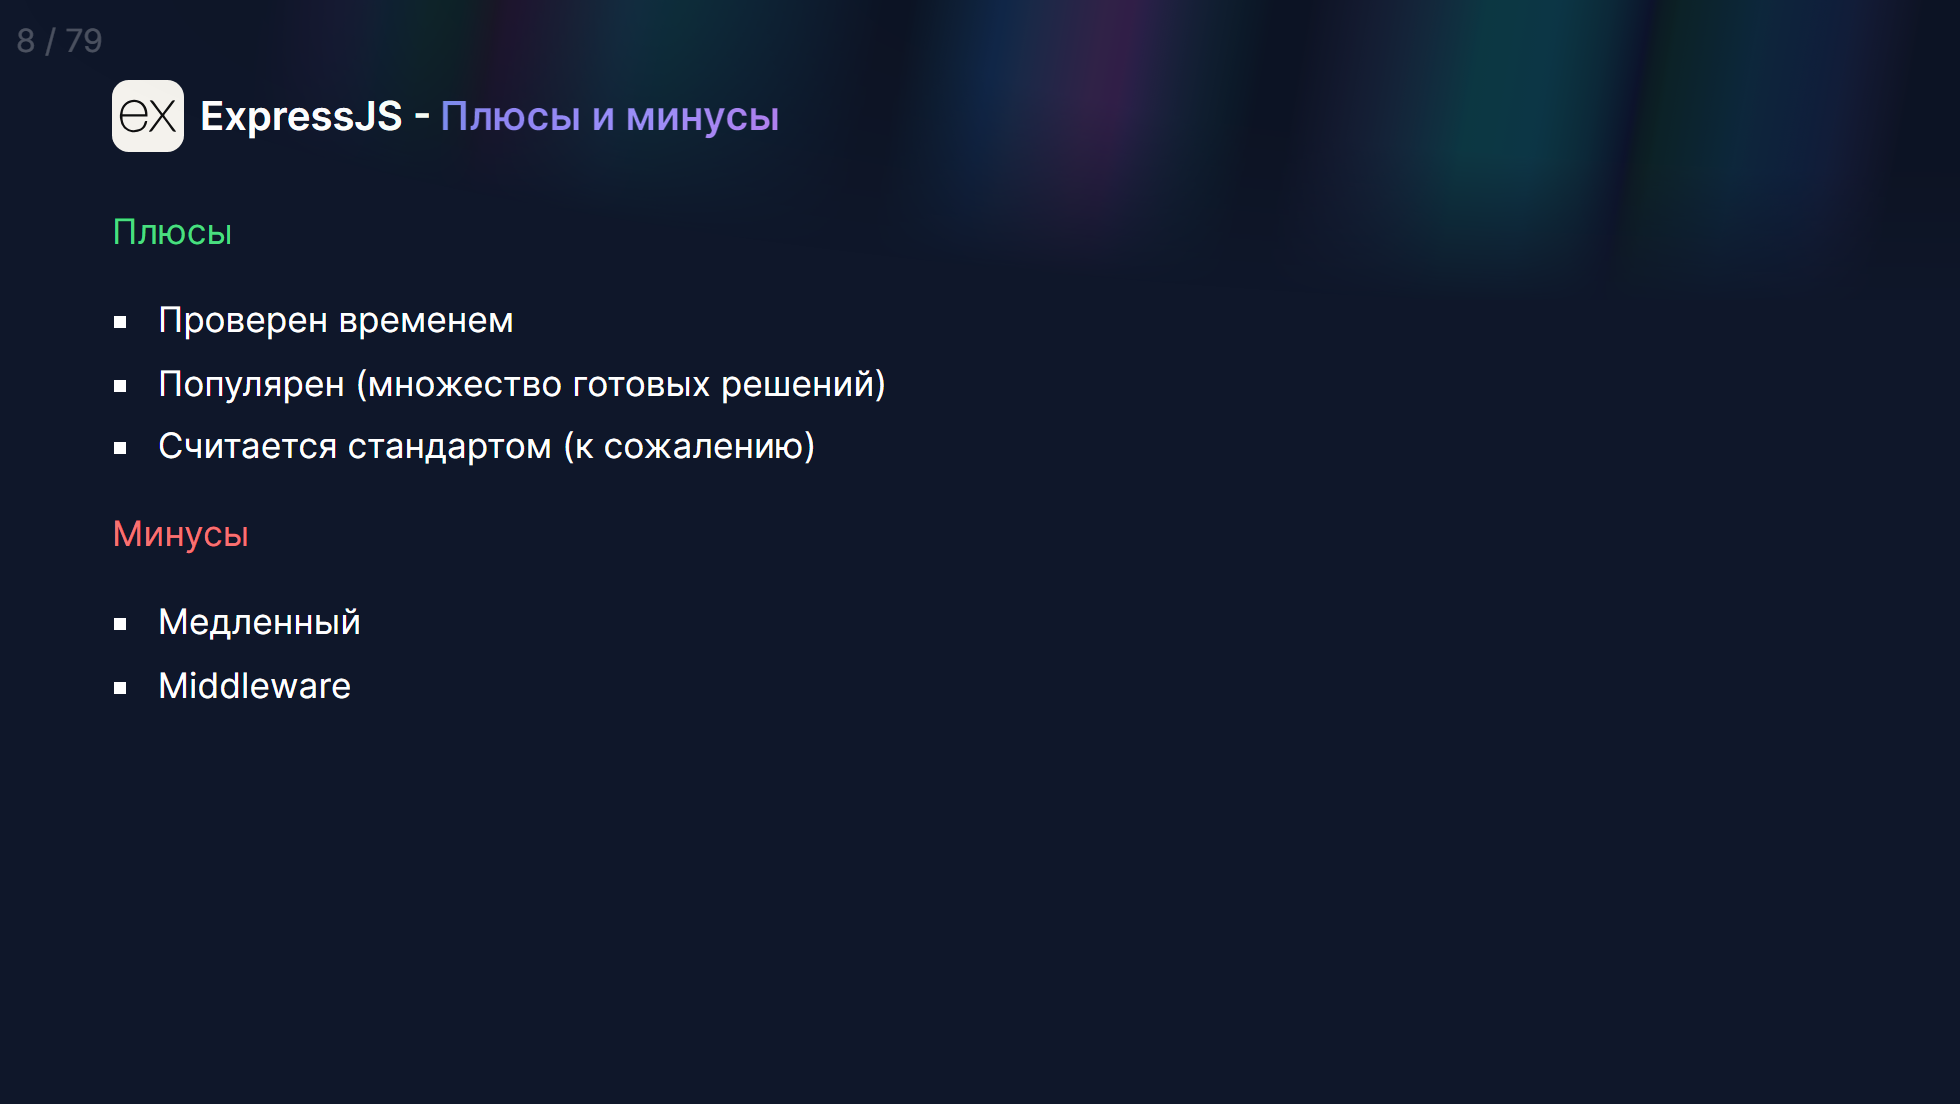 8 / 79
ex ExpressJS - Плюсы и минусы
Плюсы
Проверен временем
Популярен (множество готовых решений)
Считается стандартом (к сожалению)
Минусы
Медленный
Middleware